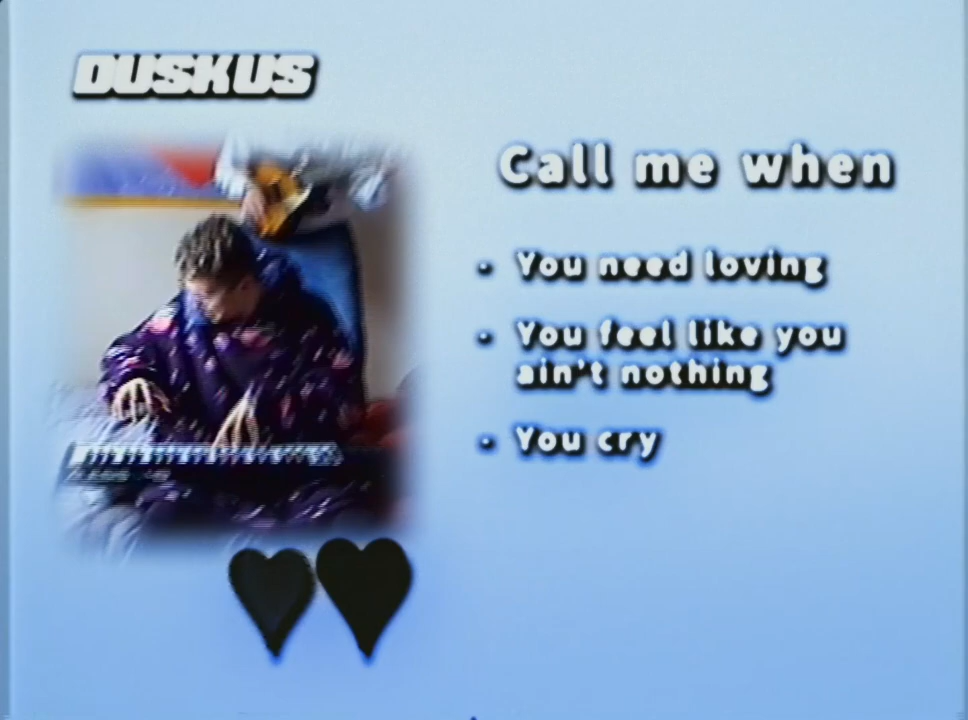 DUSKUS
Call me when
• You need loving
• You feel like you
ain't nothing
• You cry